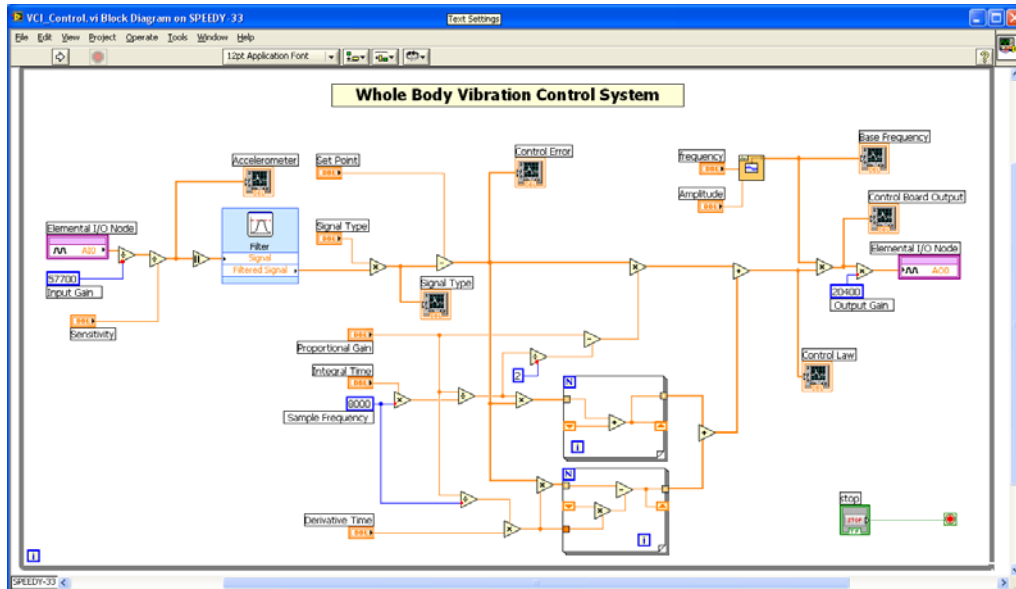 VCI_Control.vi Block Diagram on SPEEDY-33
Text Settings
File Edit View Project Operate Tools Window Help
12pt Application Font
Whole Body Vibration Control System
Accelerometer
Set Point
Control Error
frequency
Base Frequency
Amplitude
Control Board Output
Elemental I/O Node
AI0
57700
Input Gain
Sensitivity
Filter
Signal
Filtered Signal
Signal Type
Signal Type
Elemental I/O Node
AO0
20400
Output Gain
Control Law
Proportional Gain
Integral Time
8000
Sample Frequency
2
N
i
N
i
Derivative Time
stop
STOP
TF
i
SPEEDY-33